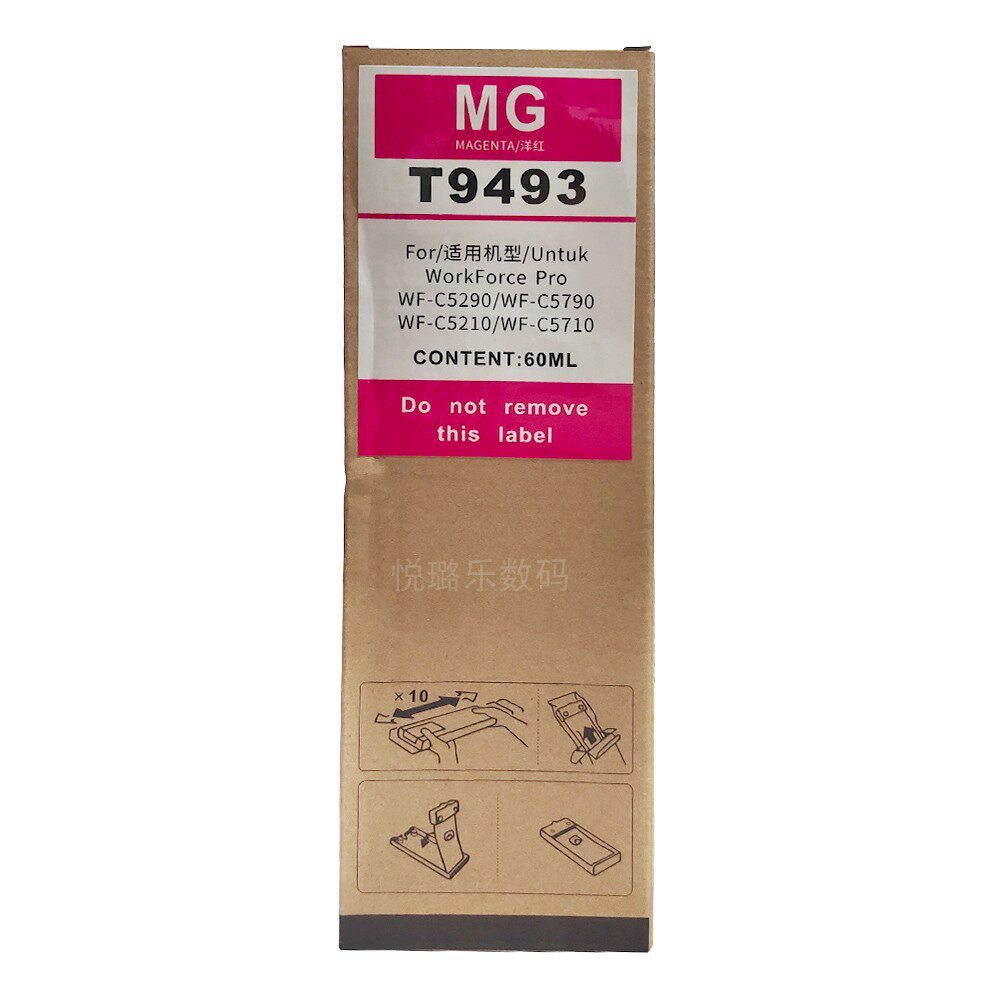 MG
MAGENTA/洋红
T9493
For/适用机型/Untuk
WorkForce Pro
WF-C5290/WF-C5790
WF-C5210/WF-C5710
CONTENT:60ML
Do not remove
this label
悦璐乐数码
×10